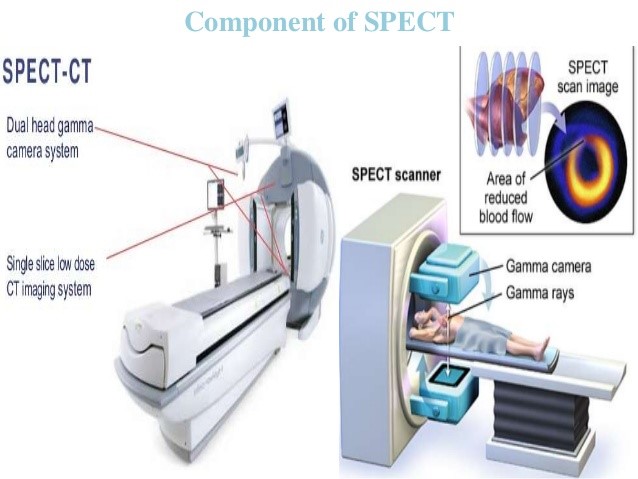 Component of SPECT
SPECT-CT
Dual head gamma
camera system
Single slice low dose
CT imaging system
SPECT scanner
SPECT
scan image
Area of
reduced
blood flow
Gamma camera
Gamma rays